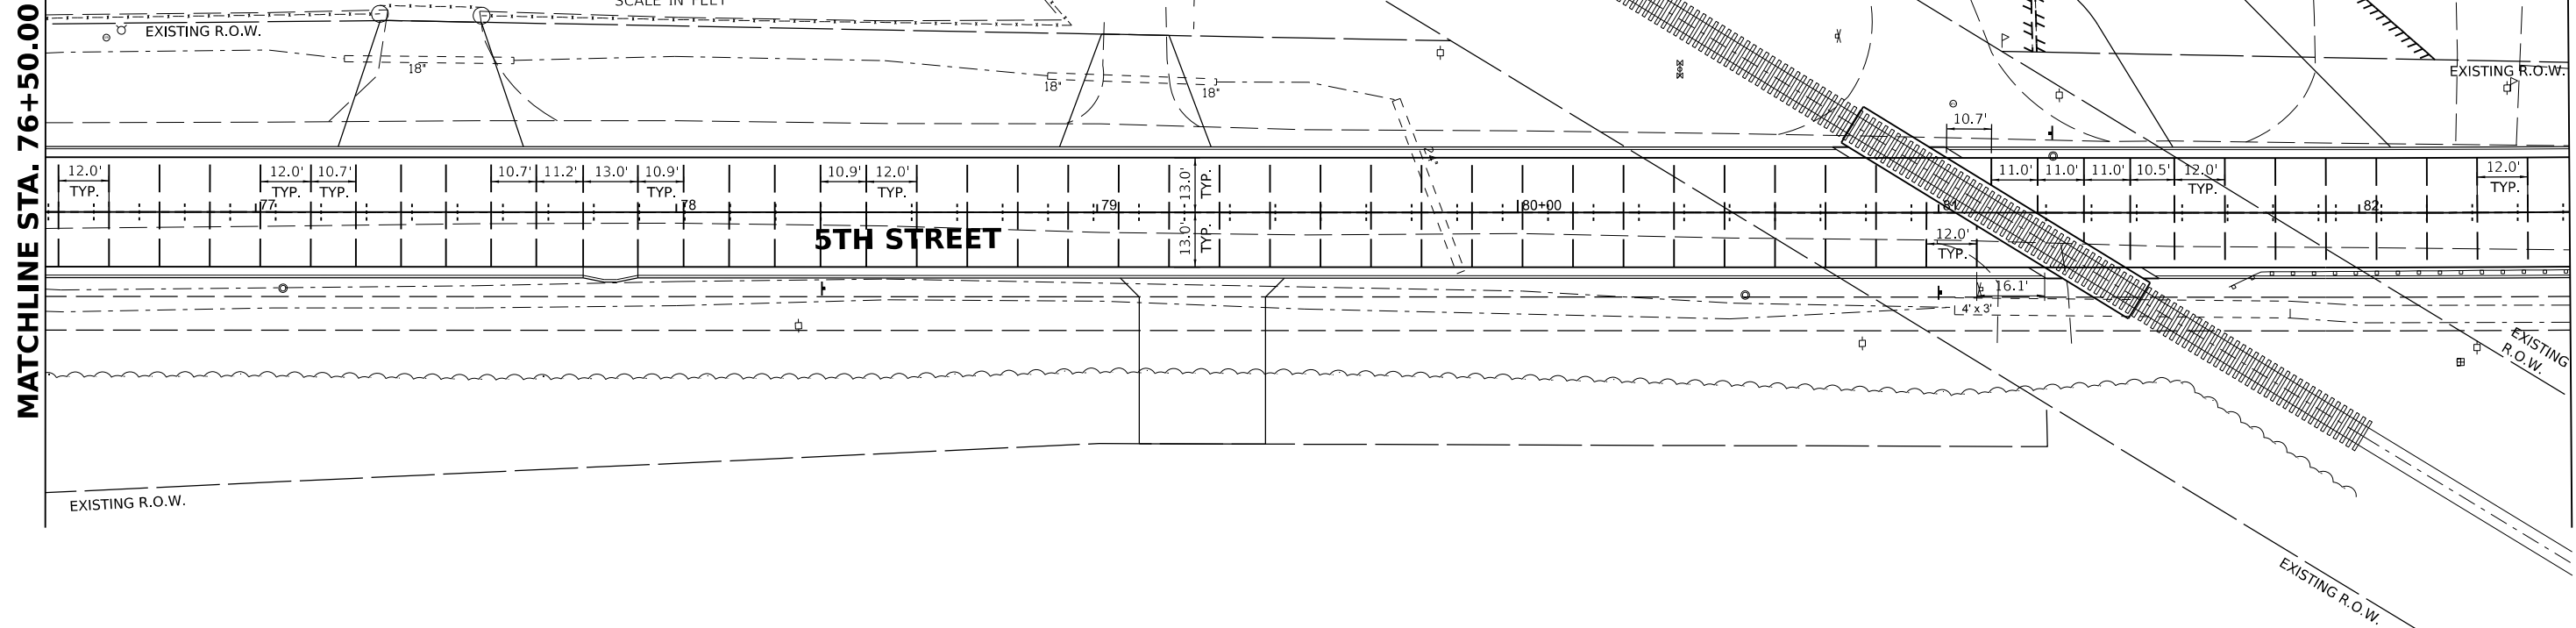 MATCHLINE STA. 76+50.00
SCALE IN FEET
EXISTING R.O.W.
18"
18"
18"
24"
EXISTING R.O.W.
10.7'
12.0'
TYP.
12.0'
TYP.
10.7'
TYP.
10.7'
11.2'
13.0'
10.9'
TYP.
10.9'
12.0'
TYP.
13.0'
TYP.
13.0'
TYP.
11.0'
11.0'
11.0'
10.5'
12.0'
TYP.
12.0'
TYP.
77
78
79
80+00
81
82
5TH STREET
12.0'
TYP.
16.1'
4' x 3'
EXISTING
R.O.W.
EXISTING R.O.W.
EXISTING R.O.W.